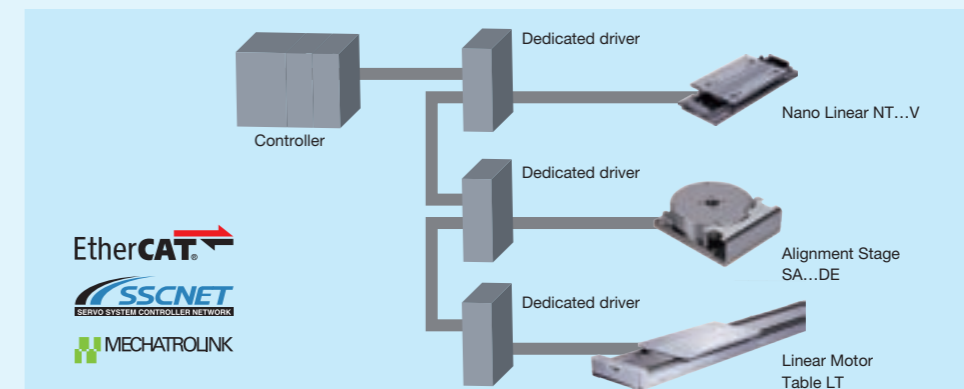 Dedicated driver
Nano Linear NT…V
Controller
Dedicated driver
Alignment Stage
SA…DE
EtherCAT®
SSCNET
SERVO SYSTEM CONTROLLER NETWORK
MECHATROLINK
Dedicated driver
Linear Motor
Table LT